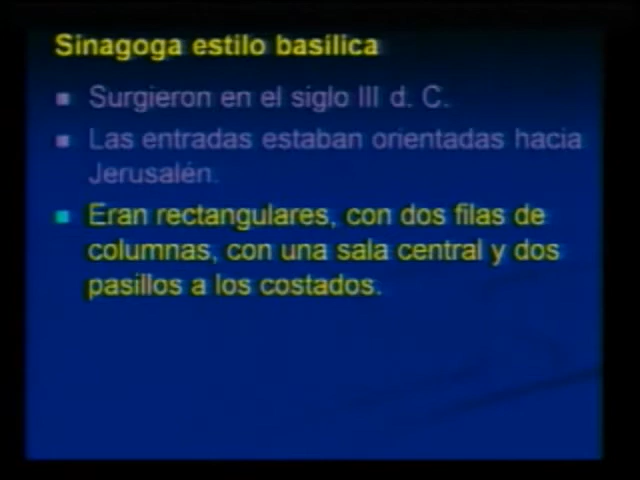 Sinagoga estilo basílica
Surgieron en el siglo III d. C.
Las entradas estaban orientadas hacia
Jerusalén.
Eran rectangulares, con dos filas de
columnas, con una sala central y dos
pasillos a los costados.